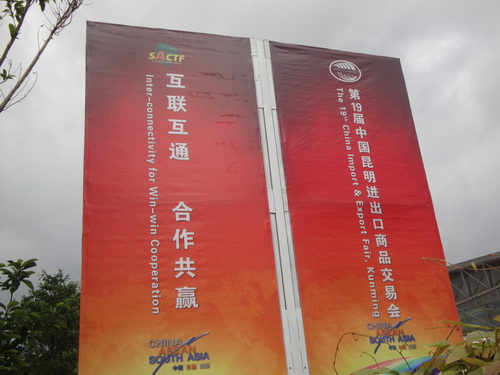 SACTF
互联互通 合作共赢
Inter-connectivity for Win-win Cooperation
CHINA
ASEAN
SOUTH ASIA
第19届中国昆明进出口商品交易会
The 19th China Import & Export Fair, Kunming
CHINA
ASEAN
SOUTH ASIA